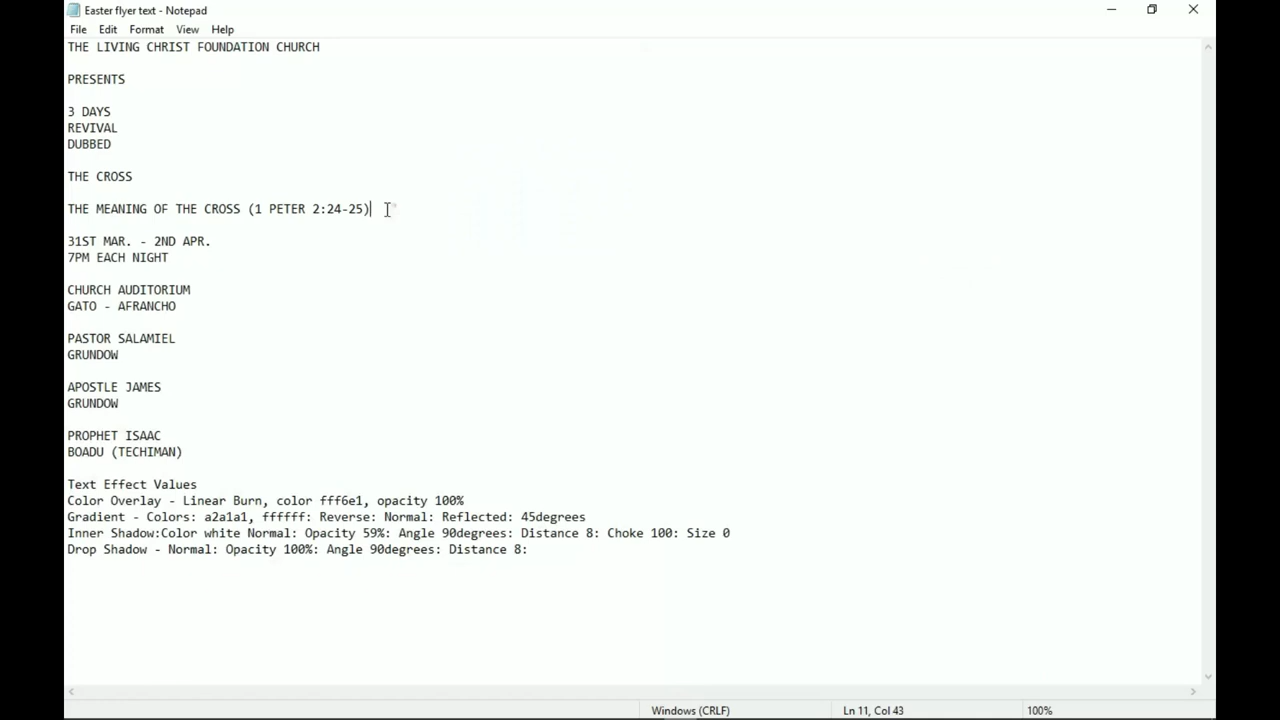 Easter flyer text - Notepad
File Edit Format View Help
THE LIVING CHRIST FOUNDATION CHURCH
PRESENTS
3 DAYS
REVIVAL
DUBBED
THE CROSS
THE MEANING OF THE CROSS (1 PETER 2:24-25)
31ST MAR. - 2ND APR.
7PM EACH NIGHT
CHURCH AUDITORIUM
GATO - AFRANCHO
PASTOR SALAMIEL
GRUNDOW
APOSTLE JAMES
GRUNDOW
PROPHET ISAAC
BOADU (TECHIMAN)
Text Effect Values
Color Overlay - Linear Burn, color fff6e1, opacity 100%
Gradient - Colors: a2a1a1, ffffff: Reverse: Normal: Reflected: 45degrees
Inner Shadow:Color white Normal: Opacity 59%: Angle 90degrees: Distance 8: Choke 100: Size 0
Drop Shadow - Normal: Opacity 100%: Angle 90degrees: Distance 8:
Windows (CRLF) Ln 11, Col 43 100%